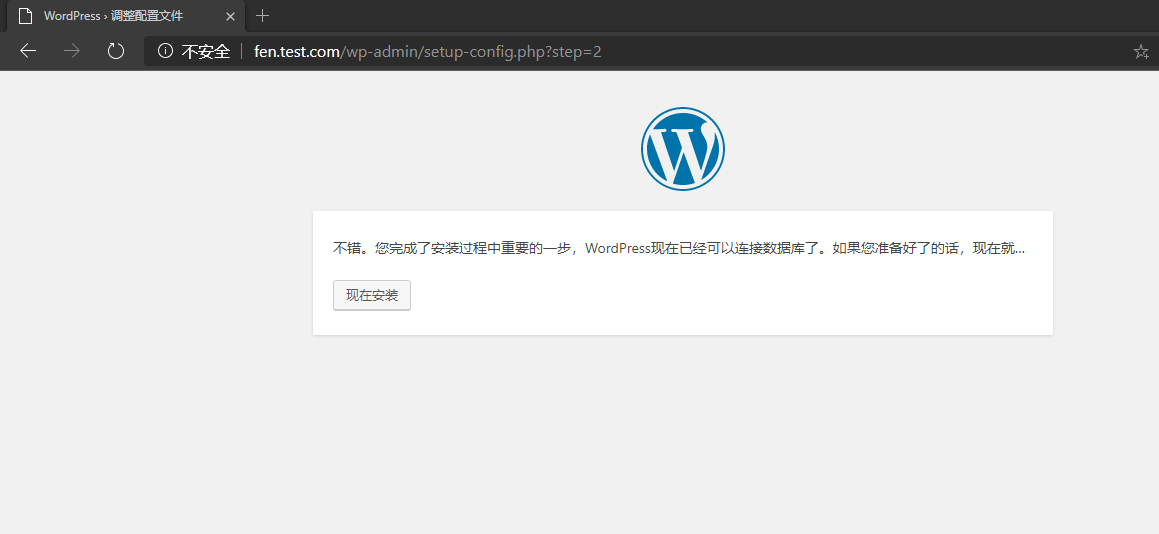 WordPress › 调整配置文件
不安全 fen.test.com/wp-admin/setup-config.php?step=2
不错。您完成了安装过程中重要的一步，WordPress现在已经可以连接数据库了。如果您准备好了的话，现在就...
现在安装